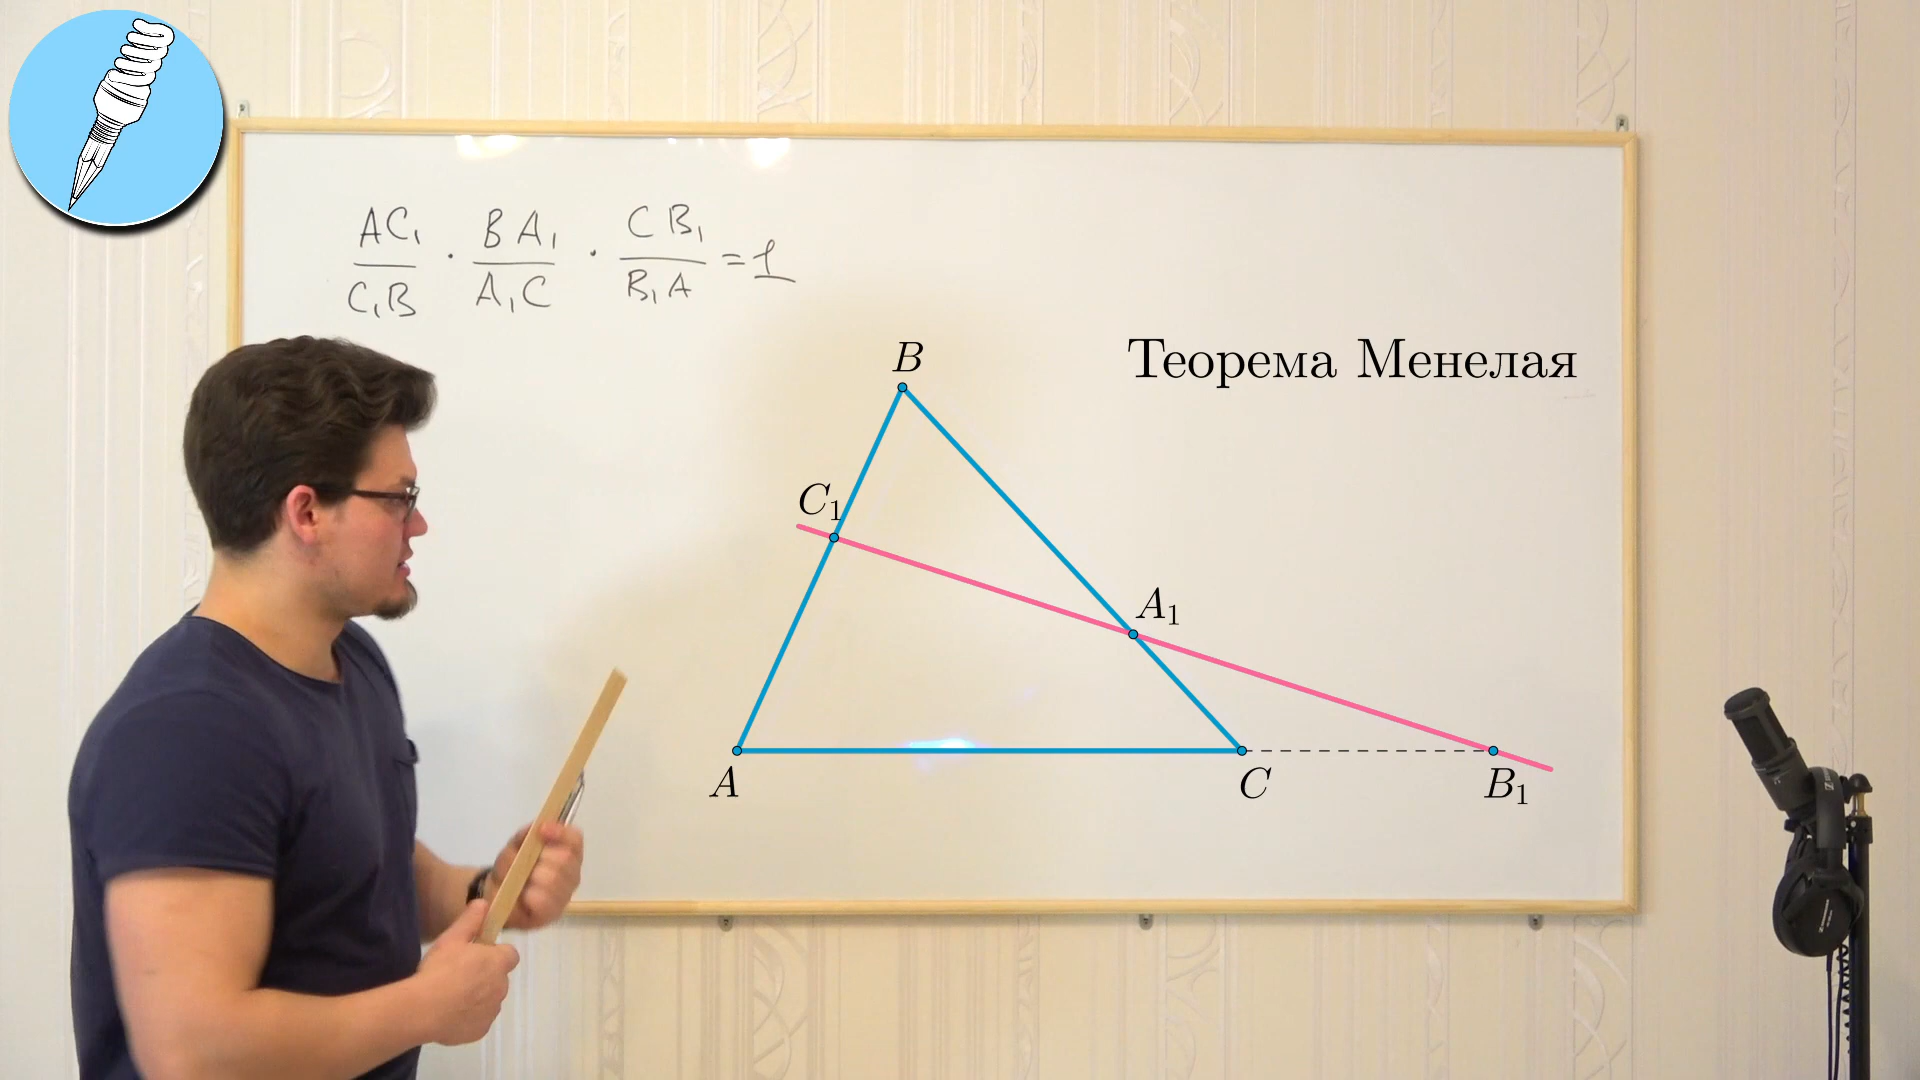 AC₁/C₁B · BA₁/A₁C · CB₁/B₁A = 1
Теорема Менелая
B
C₁
A₁
A
C
B₁